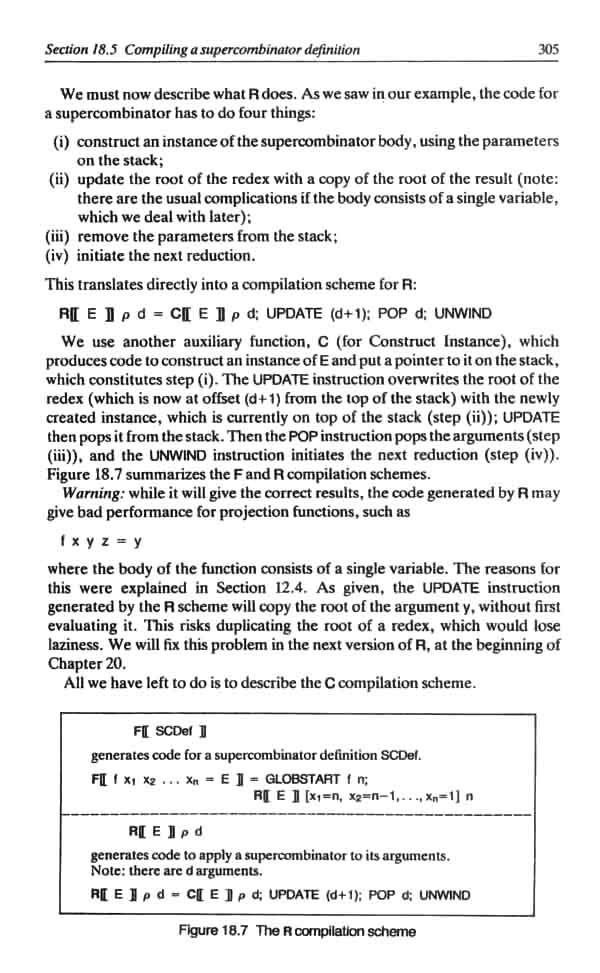 Section 18.5 Compiling a supercombinator definition 305
We must now describe what R does. As we saw in our example, the code for
a supercombinator has to do four things:
(i) construct an instance of the supercombinator body, using the parameters
on the stack;
(ii) update the root of the redex with a copy of the root of the result (note:
there are the usual complications if the body consists of a single variable,
which we deal with later);
(iii) remove the parameters from the stack;
(iv) initiate the next reduction.
This translates directly into a compilation scheme for R:
R⟦ E ⟧ ρ d = C⟦ E ⟧ ρ d; UPDATE (d+1); POP d; UNWIND
We use another auxiliary function, C (for Construct Instance), which
produces code to construct an instance of E and put a pointer to it on the stack,
which constitutes step (i). The UPDATE instruction overwrites the root of the
redex (which is now at offset (d+1) from the top of the stack) with the newly
created instance, which is currently on top of the stack (step (ii)); UPDATE
then pops it from the stack. Then the POP instruction pops the arguments (step
(iii)), and the UNWIND instruction initiates the next reduction (step (iv)).
Figure 18.7 summarizes the F and R compilation schemes.
Warning: while it will give the correct results, the code generated by R may
give bad performance for projection functions, such as
f x y z = y
where the body of the function consists of a single variable. The reasons for
this were explained in Section 12.4. As given, the UPDATE instruction
generated by the R scheme will copy the root of the argument y, without first
evaluating it. This risks duplicating the root of a redex, which would lose
laziness. We will fix this problem in the next version of R, at the beginning of
Chapter 20.
All we have left to do is to describe the C compilation scheme.
F⟦ SCDef ⟧
generates code for a supercombinator definition SCDef.
F⟦ f x₁ x₂ ... xₙ = E ⟧ = GLOBSTART f n;
R⟦ E ⟧ [x₁=n, x₂=n−1,...,xₙ=1] n
R⟦ E ⟧ ρ d
generates code to apply a supercombinator to its arguments.
Note: there are d arguments.
R⟦ E ⟧ ρ d = C⟦ E ⟧ ρ d; UPDATE (d+1); POP d; UNWIND
Figure 18.7 The R compilation scheme